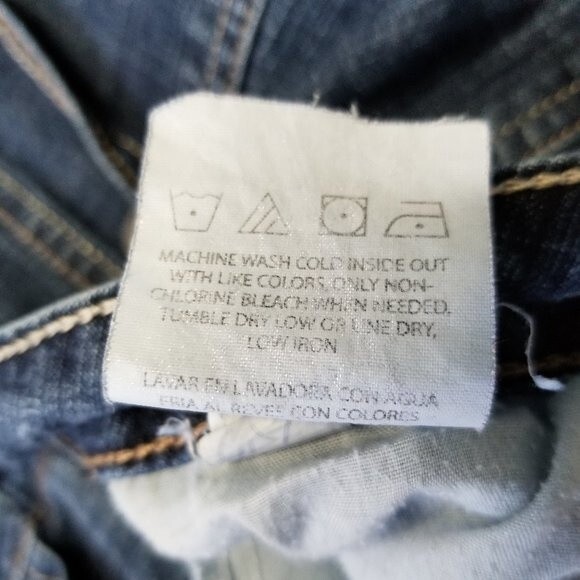 MACHINE WASH COLD INSIDE OUT
WITH LIKE COLORS, ONLY NON-
CHLORINE BLEACH WHEN NEEDED.
TUMBLE DRY LOW OR LINE DRY,
LOW IRON
LAVAR EN LAVADORA CON AGUA
FRIA AL REVES CON COLORES